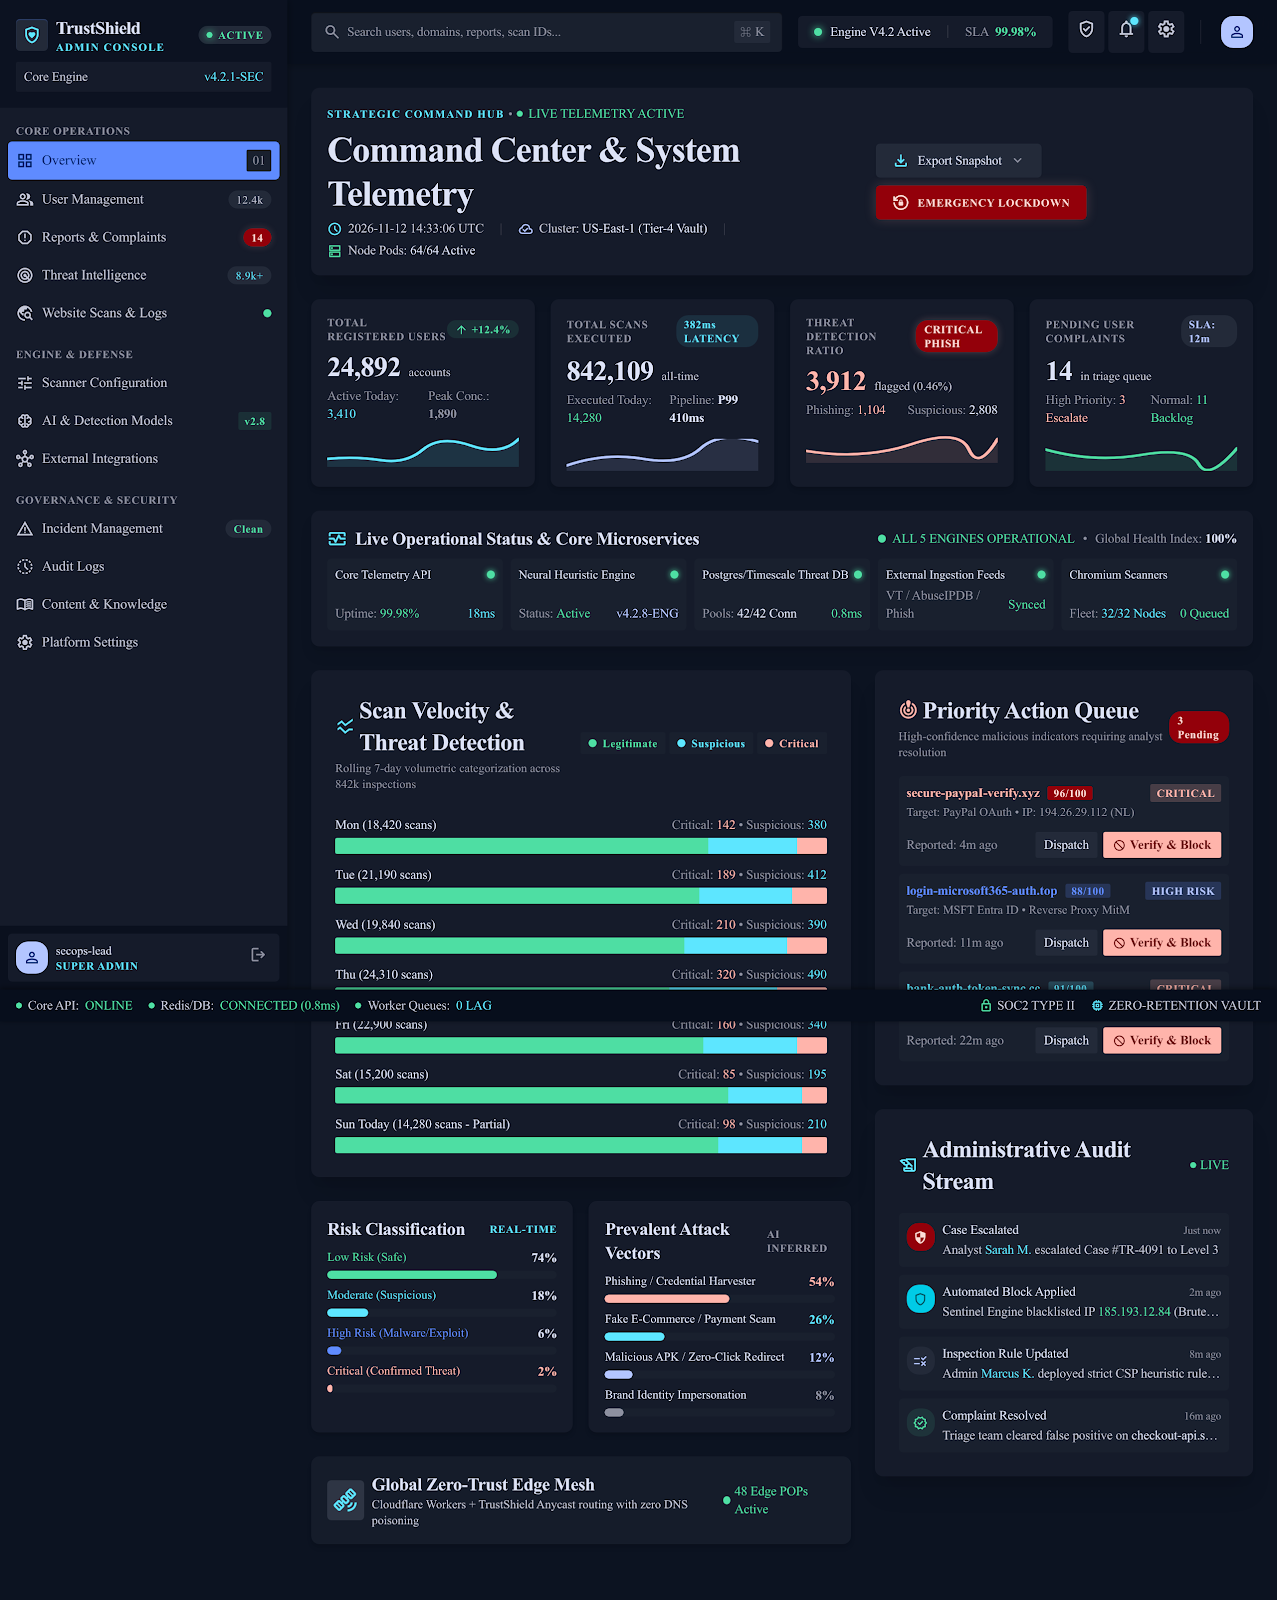 TrustShield
ADMIN CONSOLE
ACTIVE
Core Engine
v4.2.1-SEC
CORE OPERATIONS
Overview
01
User Management
12.4k
Reports & Complaints
14
Threat Intelligence
8.9k+
Website Scans & Logs
ENGINE & DEFENSE
Scanner Configuration
AI & Detection Models
v2.8
External Integrations
GOVERNANCE & SECURITY
Incident Management
Clean
Audit Logs
Content & Knowledge
Platform Settings
secops-lead
SUPER ADMIN
Search users, domains, reports, scan IDs...
⌘ K
Engine V4.2 Active
SLA 99.98%
STRATEGIC COMMAND HUB • ● LIVE TELEMETRY ACTIVE
Command Center & System
Telemetry
2026-11-12 14:33:06 UTC
Cluster: US-East-1 (Tier-4 Vault)
Node Pods: 64/64 Active
Export Snapshot
EMERGENCY LOCKDOWN
TOTAL
REGISTERED USERS
↑ +12.4%
24,892 accounts
Active Today:
3,410
Peak Conc.:
1,890
TOTAL SCANS
EXECUTED
382ms
LATENCY
842,109 all-time
Executed Today:
14,280
Pipeline: P99
410ms
THREAT
DETECTION
RATIO
CRITICAL
PHISH
3,912 flagged (0.46%)
Phishing: 1,104
Suspicious: 2,808
PENDING USER
COMPLAINTS
SLA:
12m
14 in triage queue
High Priority: 3
Escalate
Normal: 11
Backlog
Live Operational Status & Core Microservices
ALL 5 ENGINES OPERATIONAL • Global Health Index: 100%
Core Telemetry API
Uptime: 99.98%
18ms
Neural Heuristic Engine
Status: Active
v4.2.8-ENG
Postgres/Timescale Threat DB
Pools: 42/42 Conn
0.8ms
External Ingestion Feeds
VT / AbuseIPDB /
Phish
Synced
Chromium Scanners
Fleet: 32/32 Nodes
0 Queued
Scan Velocity &
Threat Detection
Rolling 7-day volumetric categorization across
842k inspections
Legitimate
Suspicious
Critical
Mon (18,420 scans)
Critical: 142 • Suspicious: 380
Tue (21,190 scans)
Critical: 189 • Suspicious: 412
Wed (19,840 scans)
Critical: 210 • Suspicious: 390
Thu (24,310 scans)
Critical: 320 • Suspicious: 490
Fri (22,900 scans)
Critical: 160 • Suspicious: 340
Sat (15,200 scans)
Critical: 85 • Suspicious: 195
Sun Today (14,280 scans - Partial)
Critical: 98 • Suspicious: 210
Priority Action Queue
High-confidence malicious indicators requiring analyst
resolution
3
Pending
secure-paypaI-verify.xyz
96/100
CRITICAL
Target: PayPal OAuth • IP: 194.26.29.112 (NL)
Reported: 4m ago
Dispatch
Verify & Block
login-microsoft365-auth.top
88/100
HIGH RISK
Target: MSFT Entra ID • Reverse Proxy MitM
Reported: 11m ago
Dispatch
Verify & Block
bank-auth-token-sync.cc
91/100
CRITICAL
Reported: 22m ago
Dispatch
Verify & Block
Core API: ONLINE
Redis/DB: CONNECTED (0.8ms)
Worker Queues: 0 LAG
SOC2 TYPE II
ZERO-RETENTION VAULT
Administrative Audit
Stream
LIVE
Case Escalated
Just now
Analyst Sarah M. escalated Case #TR-4091 to Level 3
Automated Block Applied
2m ago
Sentinel Engine blacklisted IP 185.193.12.84 (Brute...
Inspection Rule Updated
8m ago
Admin Marcus K. deployed strict CSP heuristic rule...
Complaint Resolved
16m ago
Triage team cleared false positive on checkout-api.s...
Risk Classification
REAL-TIME
Low Risk (Safe)
74%
Moderate (Suspicious)
18%
High Risk (Malware/Exploit)
6%
Critical (Confirmed Threat)
2%
Prevalent Attack
Vectors
AI
INFERRED
Phishing / Credential Harvester
54%
Fake E-Commerce / Payment Scam
26%
Malicious APK / Zero-Click Redirect
12%
Brand Identity Impersonation
8%
Global Zero-Trust Edge Mesh
Cloudflare Workers + TrustShield Anycast routing with zero DNS
poisoning
48 Edge POPs
Active